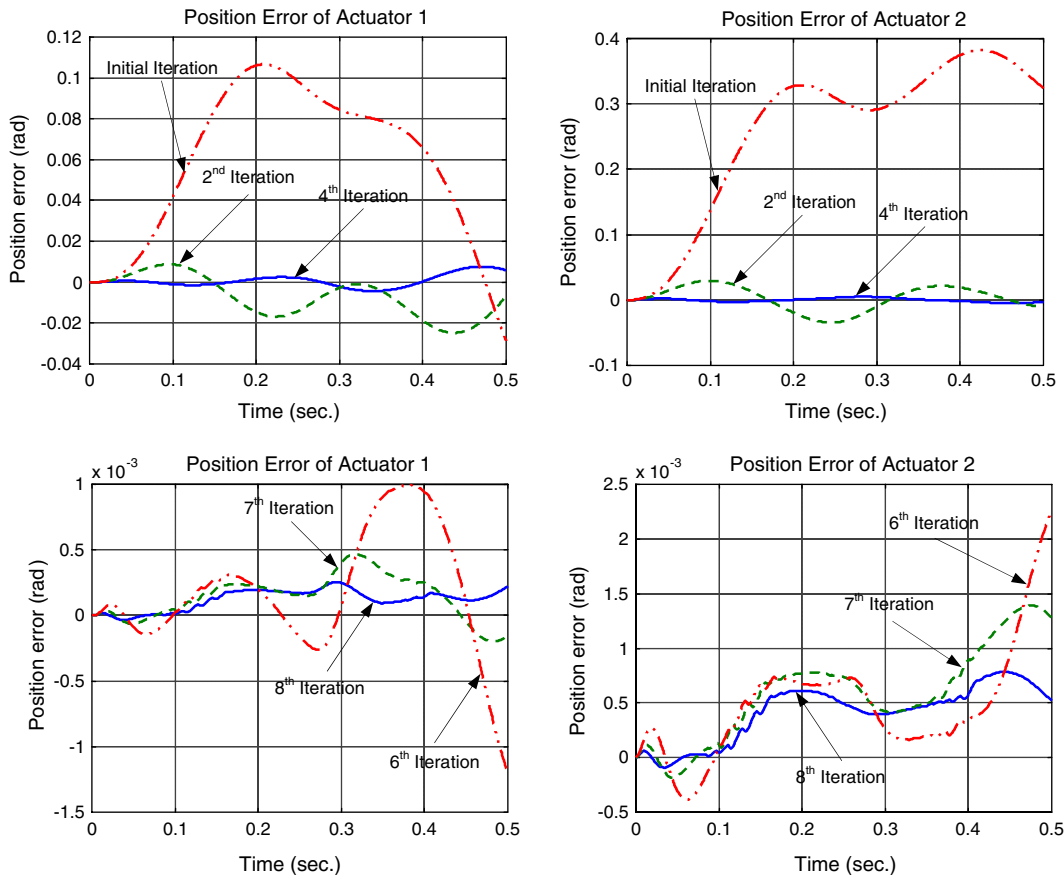 Position Error of Actuator 1
0.12
0.1
0.08
0.06
0.04
0.02
0
-0.02
-0.04
Position error (rad)
Initial Iteration
2nd Iteration
4th Iteration
0 0.1 0.2 0.3 0.4 0.5
Time (sec.)
Position Error of Actuator 2
0.4
0.3
0.2
0.1
0
-0.1
Position error (rad)
Initial Iteration
2nd Iteration
4th Iteration
0 0.1 0.2 0.3 0.4 0.5
Time (sec.)
x 10-3
Position Error of Actuator 1
1
0.5
0
-0.5
-1
-1.5
Position error (rad)
7th Iteration
8th Iteration
6th Iteration
0 0.1 0.2 0.3 0.4 0.5
Time (sec.)
x 10-3
Position Error of Actuator 2
2.5
2
1.5
1
0.5
0
-0.5
Position error (rad)
6th Iteration
7th Iteration
8th Iteration
0 0.1 0.2 0.3 0.4 0.5
Time (sec.)